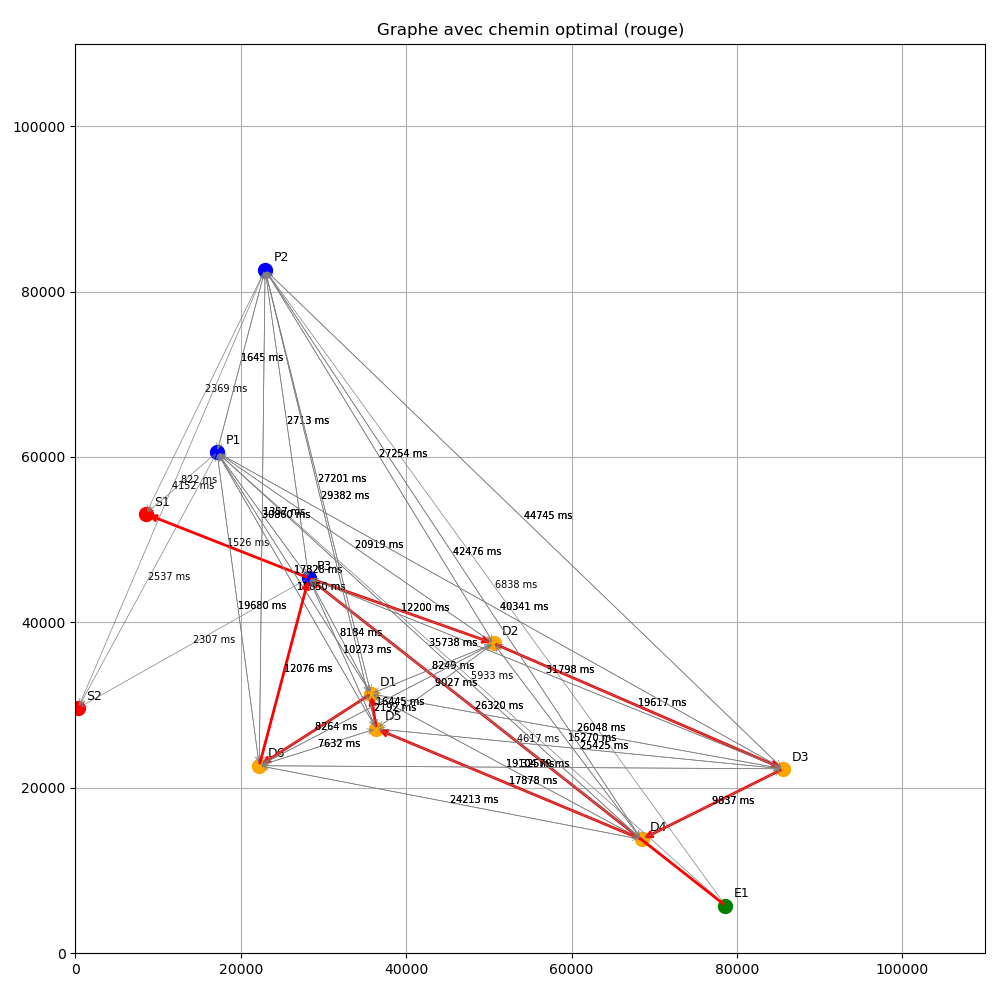 Graphe avec chemin optimal (rouge)
100000
80000
60000
40000
20000
0
0
20000
40000
60000
80000
100000
P2
1645 ms
2369 ms
2713 ms
P1
27254 ms
27201 ms
822 ms
4152 ms
29382 ms
S1
44745 ms
30860 ms
1526 ms
20919 ms
42476 ms
P3
2537 ms
6838 ms
19680 ms
12200 ms
40341 ms
8184 ms
D2
2307 ms
35738 ms
10273 ms
8249 ms
12076 ms
31798 ms
5933 ms
D1
9027 ms
S2
16445 ms
2192 ms
19617 ms
26320 ms
D5
8264 ms
26048 ms
4617 ms
15270 ms
7632 ms
25425 ms
D6
D3
17878 ms
24213 ms
9837 ms
D4
E1